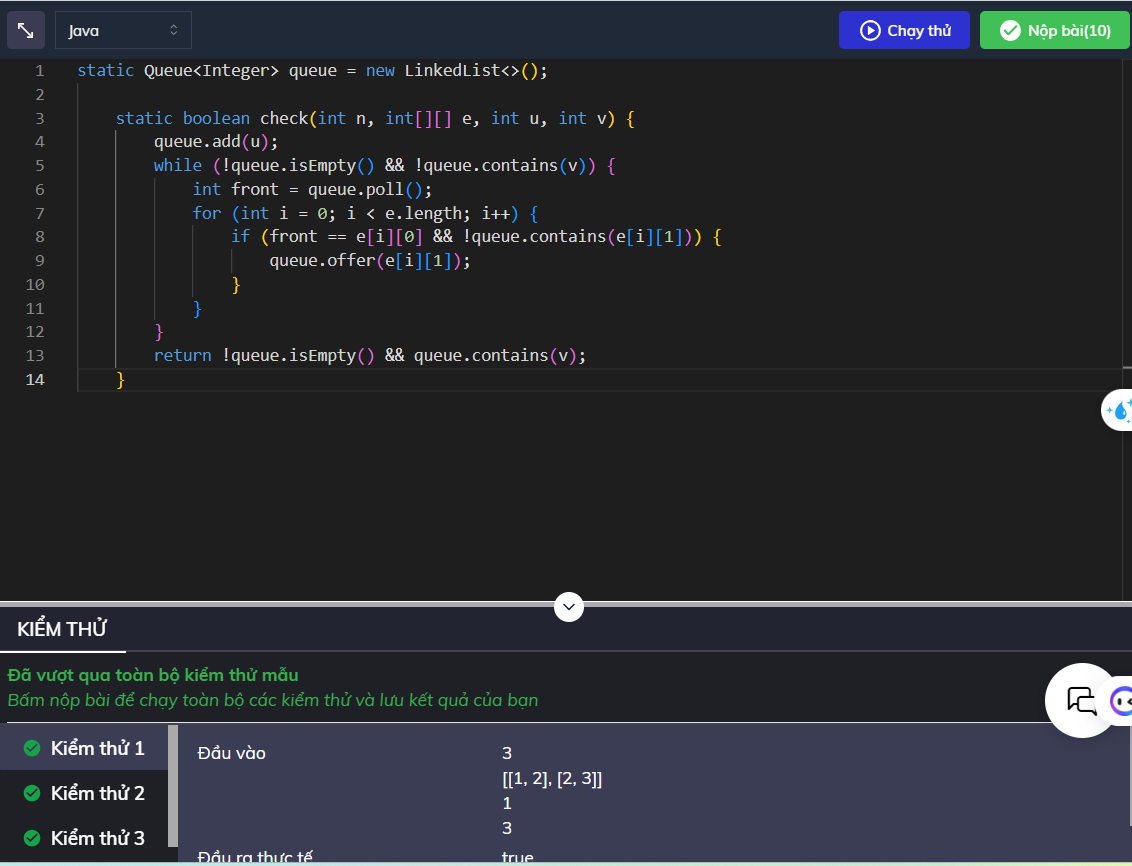 Java
Chạy thử
Nộp bài(10)
1 static Queue<Integer> queue = new LinkedList<>();
2
3 static boolean check(int n, int[][] e, int u, int v) {
4 queue.add(u);
5 while (!queue.isEmpty() && !queue.contains(v)) {
6 int front = queue.poll();
7 for (int i = 0; i < e.length; i++) {
8 if (front == e[i][0] && !queue.contains(e[i][1])) {
9 queue.offer(e[i][1]);
10 }
11 }
12 }
13 return !queue.isEmpty() && queue.contains(v);
14 }
KIỂM THỬ
Đã vượt qua toàn bộ kiểm thử mẫu
Bấm nộp bài để chạy toàn bộ các kiểm thử và lưu kết quả của bạn
Kiểm thử 1
Kiểm thử 2
Kiểm thử 3
Đầu vào
3
[[1, 2], [2, 3]]
1
3
Đầu ra thực tế
true